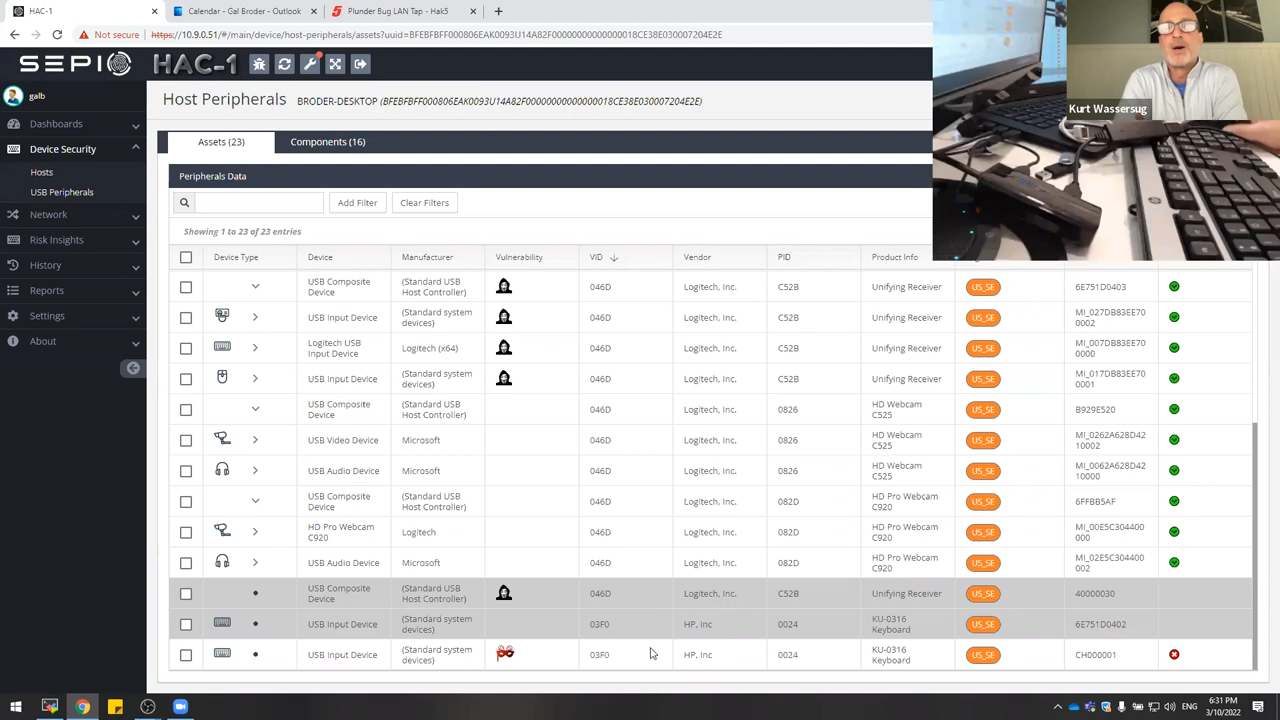 HAC-1
Calendar - Gal Broder - Outlook
Plunder Bug LAN Tap - Hak5
Not secure
https://10.9.0.51/#/main/device/host-peripherals/assets?uuid=BFEBFBFF000806EAK0093U14A82F00000000000000018CE38E030007204E2E
SEPIO
HAC-1
galb
Dashboards
Device Security
Hosts
USB Peripherals
Network
Risk Insights
History
Reports
Settings
About
Host Peripherals
BRODER-DESKTOP (BFEBFBFF000806EAK0093U14A82F00000000000000018CE38E030007204E2E)
Kurt Wassersug
Assets (23)
Components (16)
Peripherals Data
Add Filter
Clear Filters
Showing 1 to 23 of 23 entries
Device Type Device Manufacturer Vulnerability VID Vendor PID Product Info
USB Composite Device (Standard USB Host Controller) 046D Logitech, Inc. C52B Unifying Receiver US_SE 6E751D0403
USB Input Device (Standard system devices) 046D Logitech, Inc. C52B Unifying Receiver US_SE MI_027DB83EE70 0002
Logitech USB Input Device Logitech (x64) 046D Logitech, Inc. C52B Unifying Receiver US_SE MI_007DB83EE70 0000
USB Input Device (Standard system devices) 046D Logitech, Inc. C52B Unifying Receiver US_SE MI_017DB83EE70 0001
USB Composite Device (Standard USB Host Controller) 046D Logitech, Inc. 0826 HD Webcam C525 US_SE B929E520
USB Video Device Microsoft 046D Logitech, Inc. 0826 HD Webcam C525 US_SE MI_0262A628D42 10002
USB Audio Device Microsoft 046D Logitech, Inc. 0826 HD Webcam C525 US_SE MI_0062A628D42 10000
USB Composite Device (Standard USB Host Controller) 046D Logitech, Inc. 082D HD Pro Webcam C920 US_SE 6FFBB5AF
HD Pro Webcam C920 Logitech 046D Logitech, Inc. 082D HD Pro Webcam C920 US_SE MI_00E5C304400 000
USB Audio Device Microsoft 046D Logitech, Inc. 082D HD Pro Webcam C920 US_SE MI_02E5C304400 002
USB Composite Device (Standard USB Host Controller) 046D Logitech, Inc. C52B Unifying Receiver US_SE 40000030
USB Input Device (Standard system devices) 03F0 HP, Inc 0024 KU-0316 Keyboard US_SE 6E751D0402
USB Input Device (Standard system devices) 03F0 HP, Inc 0024 KU-0316 Keyboard US_SE CH000001
ENG
6:31 PM
3/10/2022